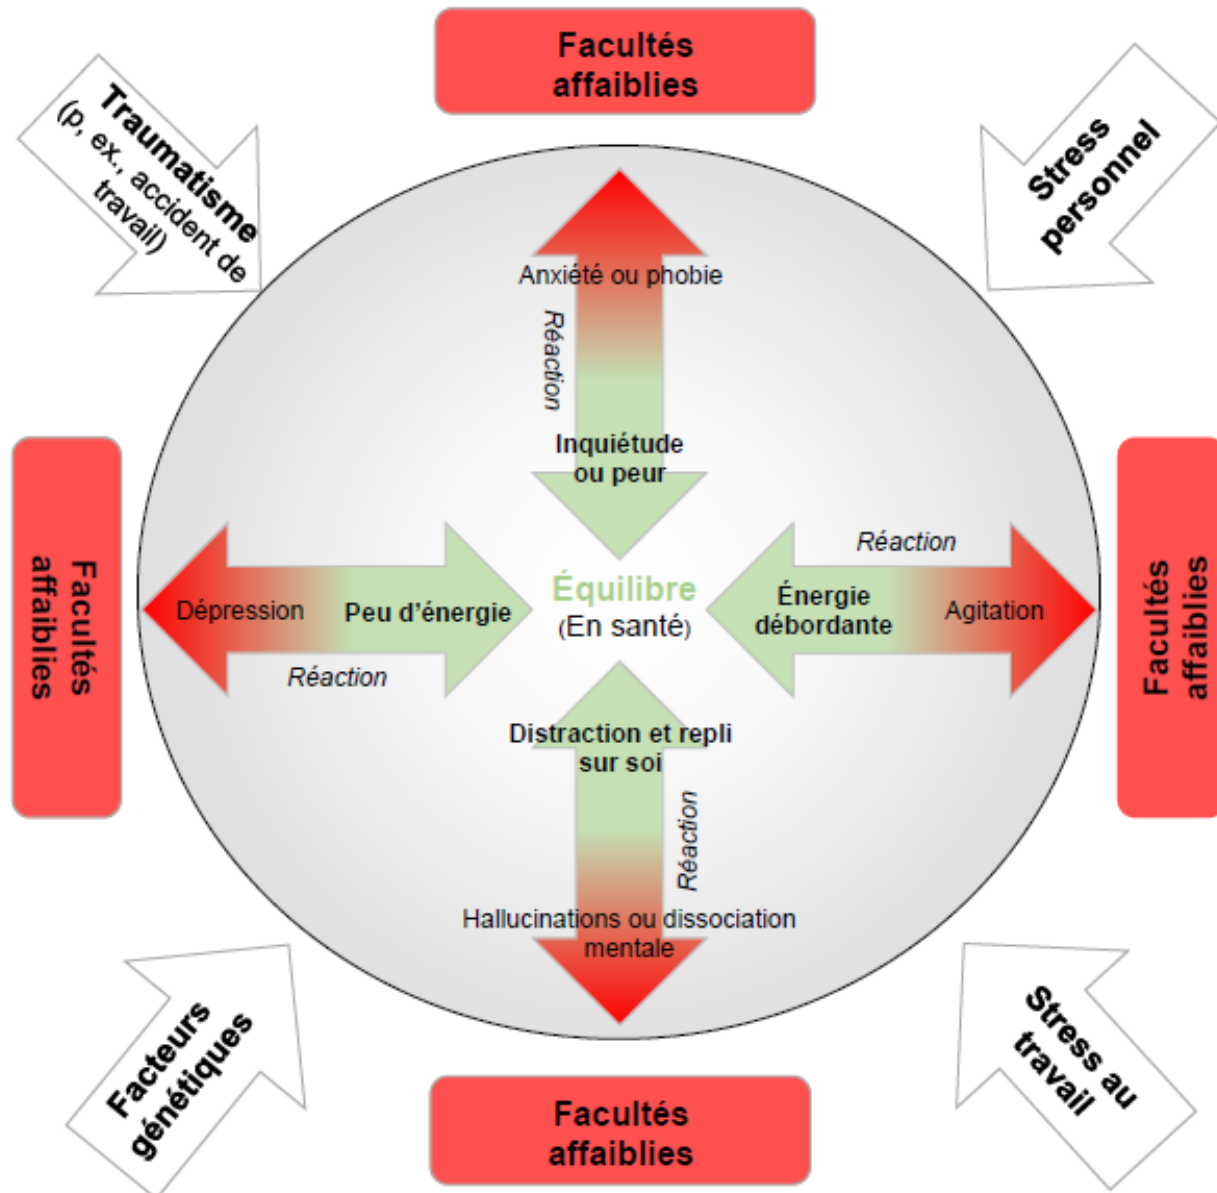 Facultés
affaiblies
Traumatisme
(p, ex., accident de
travail)
Stress
personnel
Anxiété ou phobie
Réaction
Inquiétude
ou peur
Facultés
affaiblies
Dépression
Peu d'énergie
Réaction
Équilibre
(En santé)
Réaction
Énergie
débordante
Agitation
Facultés
affaiblies
Distraction et repli
sur soi
Réaction
Hallucinations ou dissociation
mentale
Facteurs
génétiques
Stress au
travail
Facultés
affaiblies